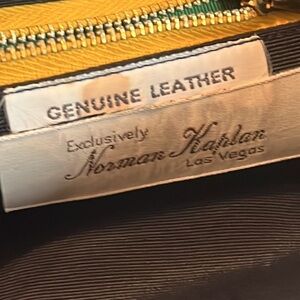 GENUINE LEATHER
Exclusively
Norman Kaplan
Las Vegas